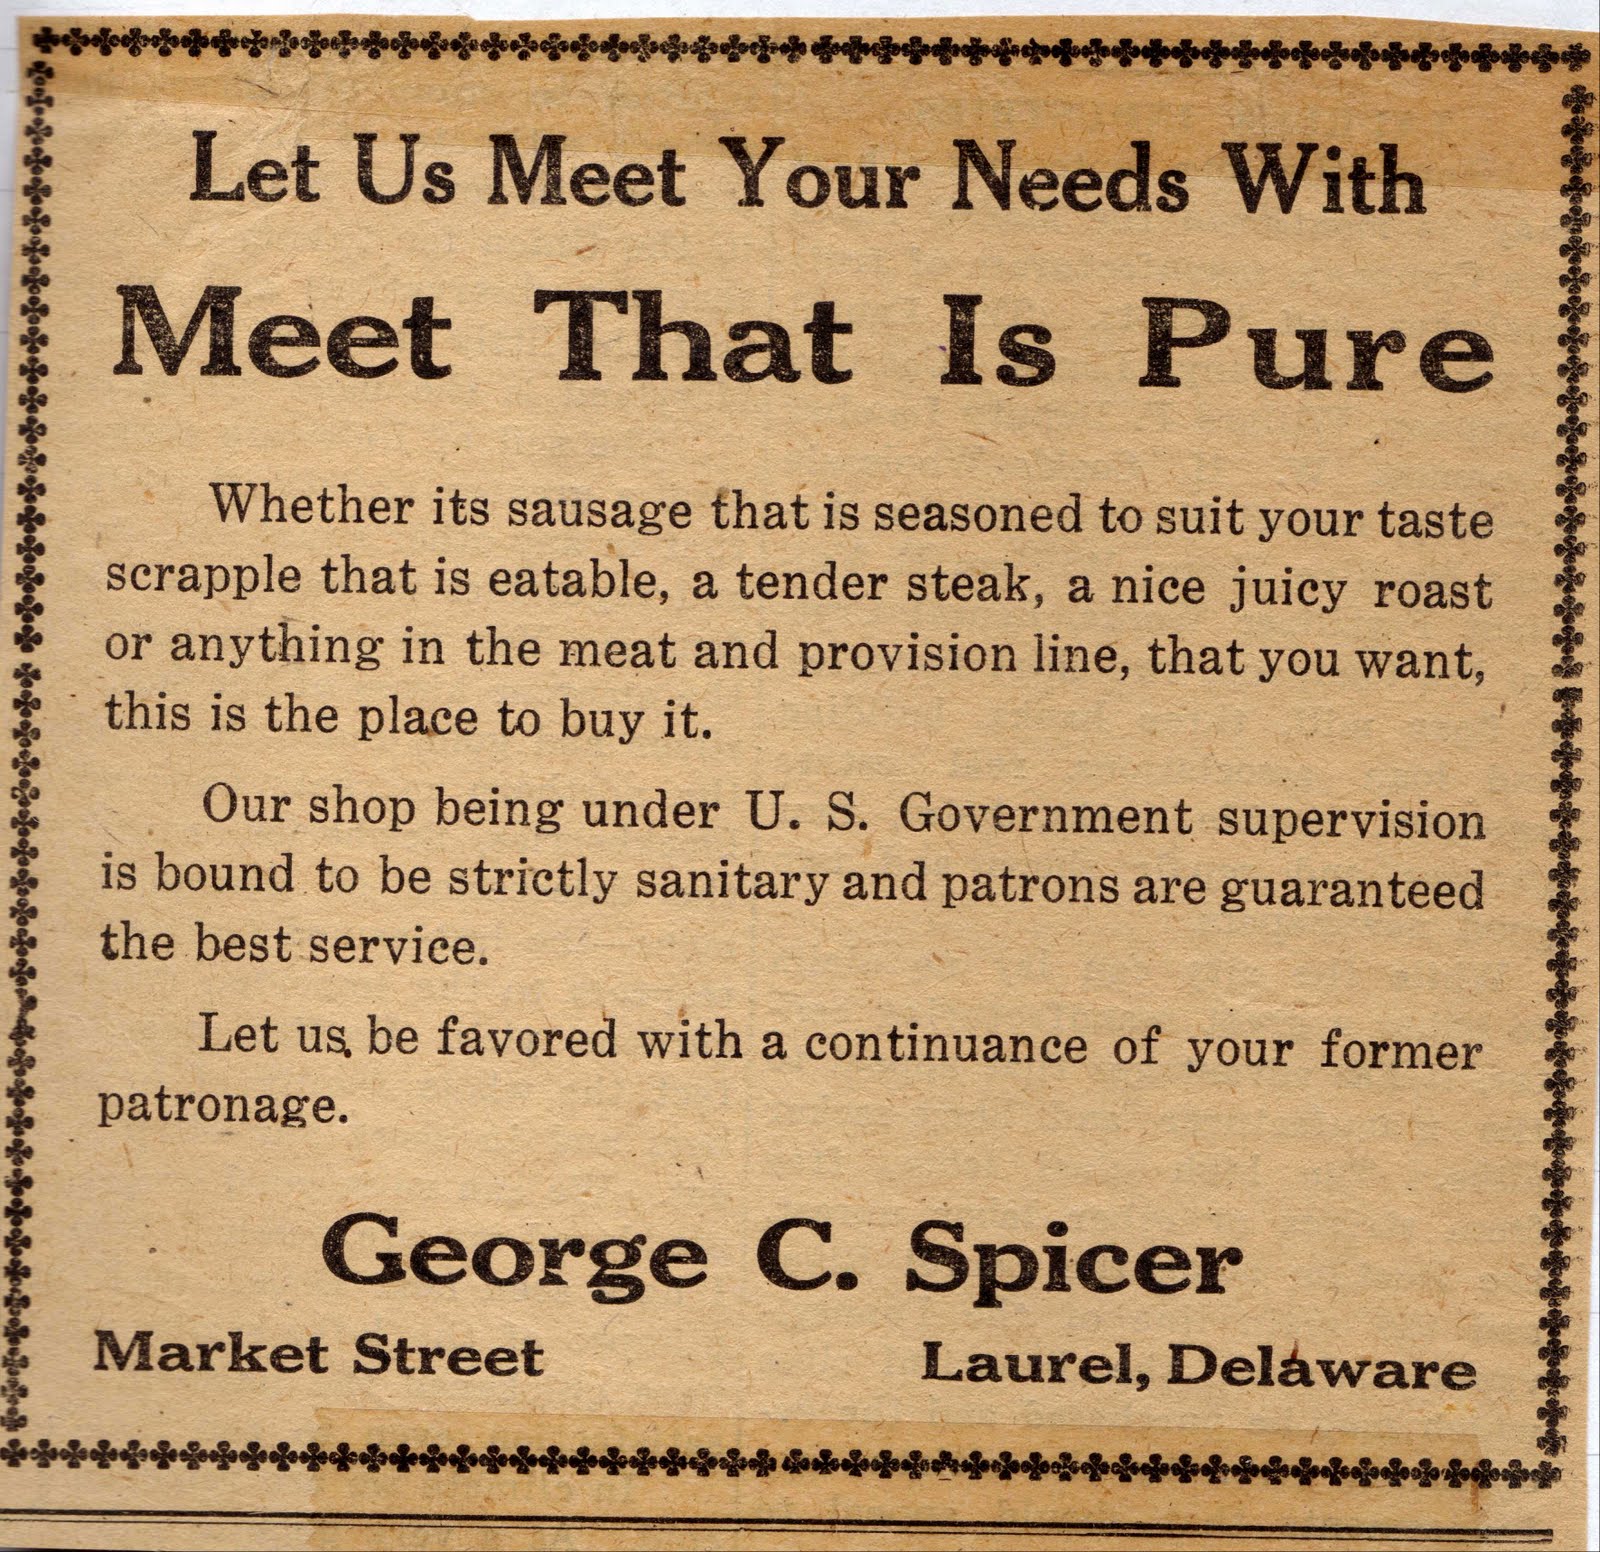 Let Us Meet Your Needs With
Meet That Is Pure
Whether its sausage that is seasoned to suit your taste
scrapple that is eatable, a tender steak, a nice juicy roast
or anything in the meat and provision line, that you want,
this is the place to buy it.
Our shop being under U. S. Government supervision
is bound to be strictly sanitary and patrons are guaranteed
the best service.
Let us. be favored with a continuance of your former
patronage.
George C. Spicer
Market Street Laurel, Delaware